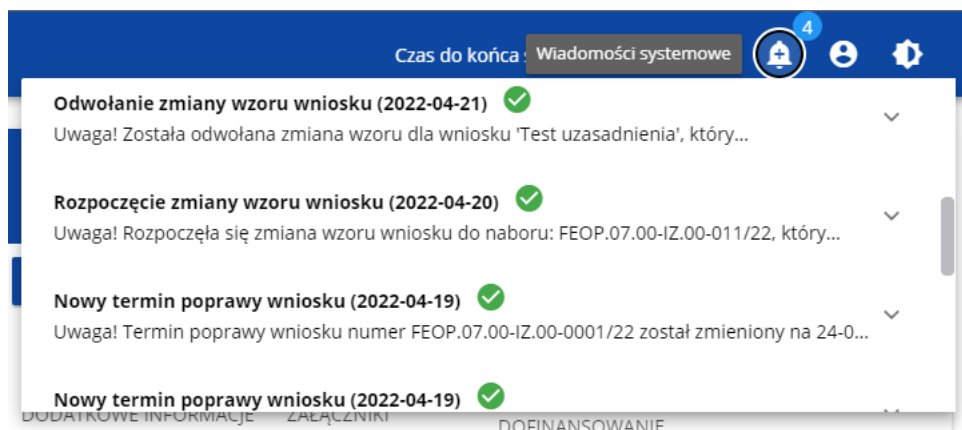 4
Czas do końca
Wiadomości systemowe
Odwołanie zmiany wzoru wniosku (2022-04-21)
Uwaga! Została odwołana zmiana wzoru dla wniosku 'Test uzasadnienia', który...
Rozpoczęcie zmiany wzoru wniosku (2022-04-20)
Uwaga! Rozpoczęła się zmiana wzoru wniosku do naboru: FEOP.07.00-IZ.00-011/22, który...
Nowy termin poprawy wniosku (2022-04-19)
Uwaga! Termin poprawy wniosku numer FEOP.07.00-IZ.00-0001/22 został zmieniony na 24-0...
Nowy termin poprawy wniosku (2022-04-19)
DODATKOWE INFORMACJE ZAŁĄCZNIKI DOFINANSOWANIE